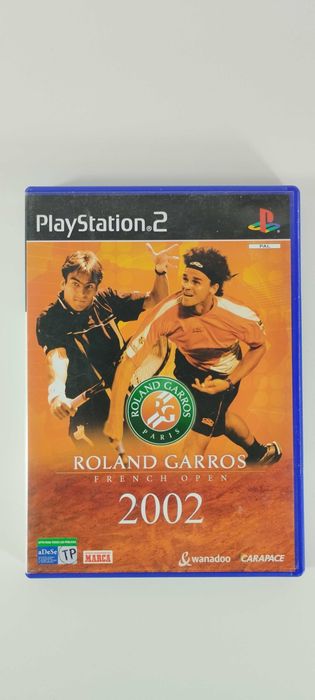 PlayStation®2
PAL
ROLAND GARROS
PARIS
ROLAND GARROS
FRENCH OPEN
2002
aDeSe
TP
MARCA
& wanadoo
CARAPACE